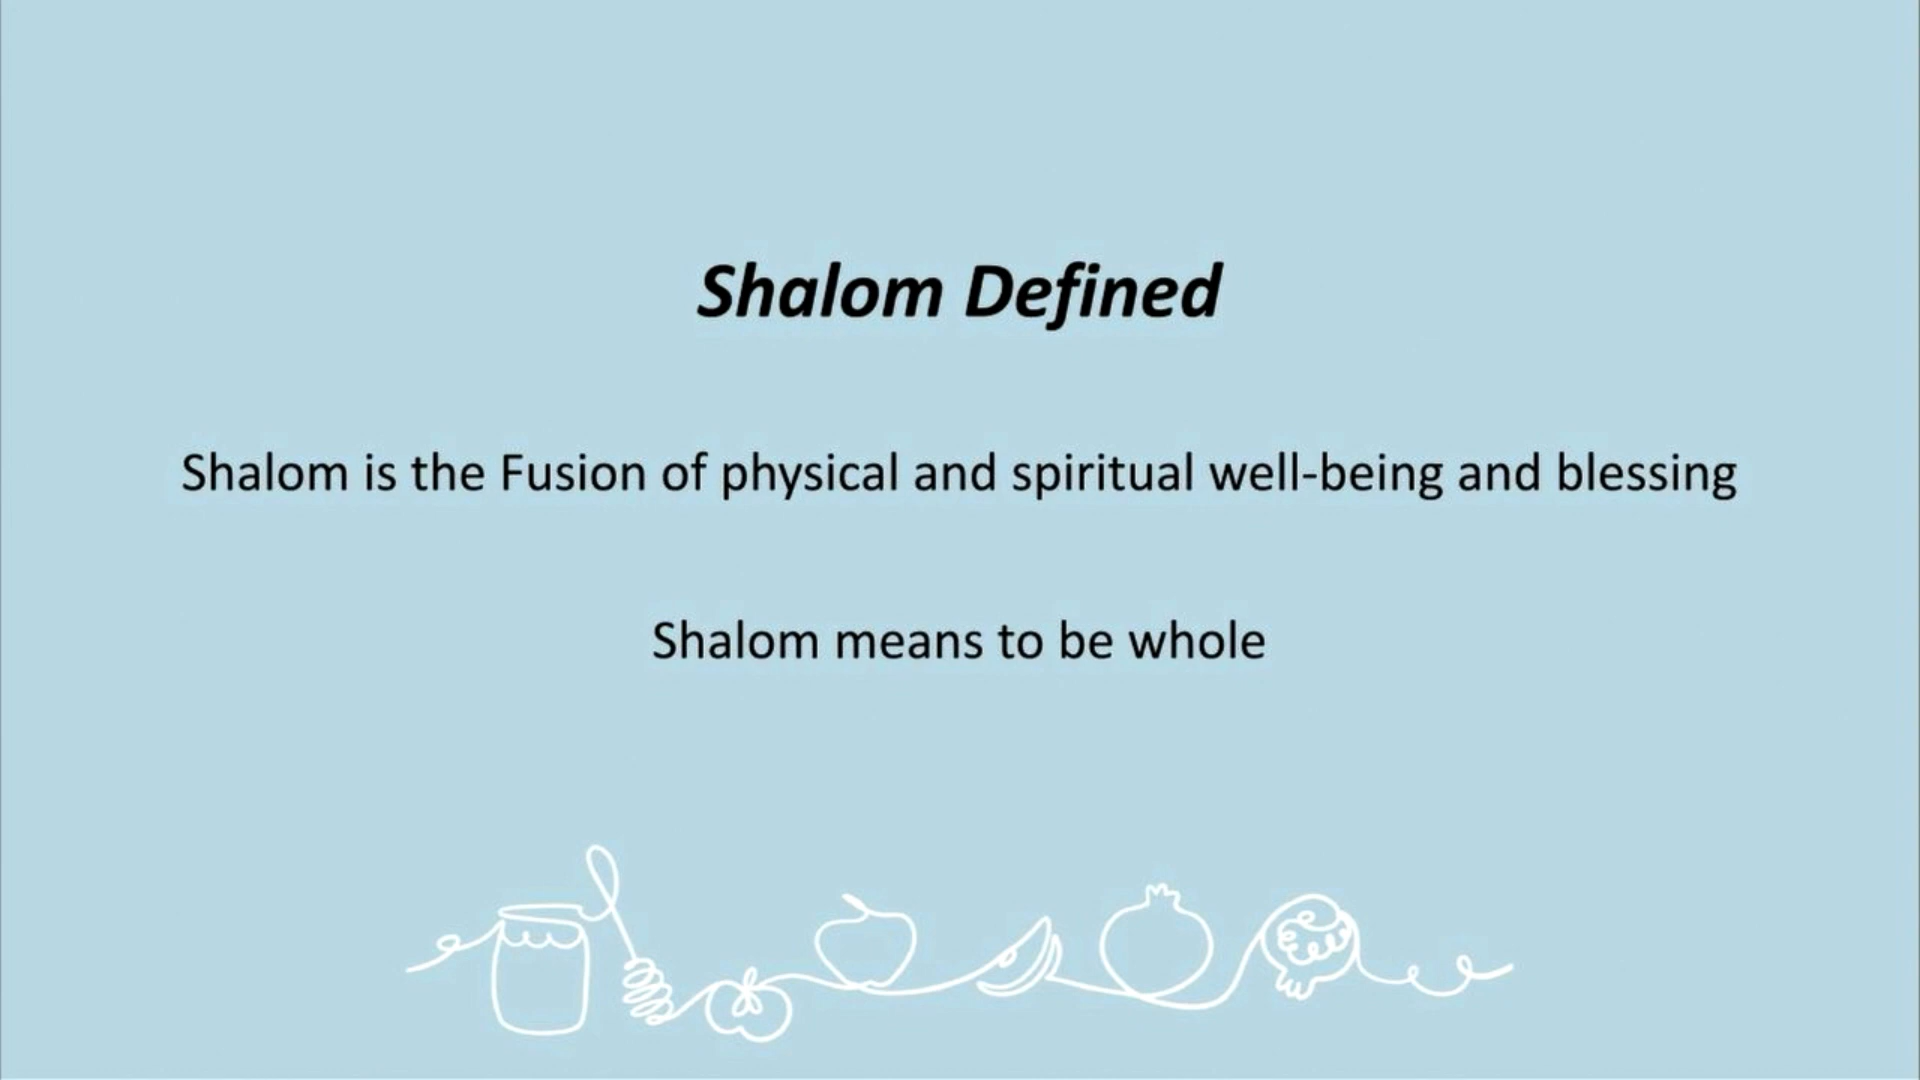 Shalom Defined
Shalom is the Fusion of physical and spiritual well-being and blessing
Shalom means to be whole